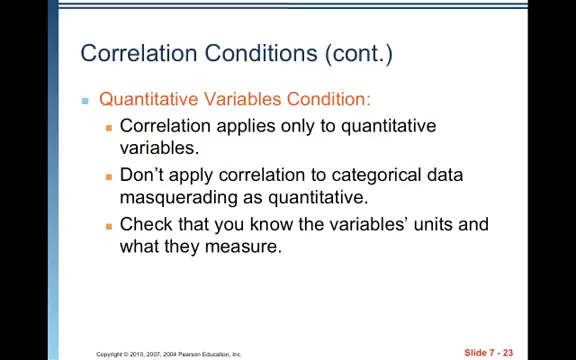 Correlation Conditions (cont.)
Quantitative Variables Condition:
Correlation applies only to quantitative
variables.
Don't apply correlation to categorical data
masquerading as quantitative.
Check that you know the variables' units and
what they measure.
Copyright © 2010, 2007, 2004 Pearson Education, Inc.
Slide 7 - 23